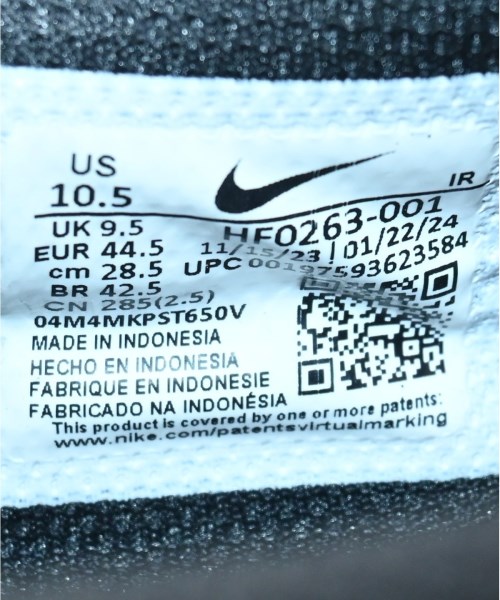 US
10.5
IR
UK 9.5
HF0263-001
EUR 44.5
11/15/23 | 01/22/24
cm 28.5
UPC 00197593623584
BR 42.5
CN 285(2.5)
04M4MKPST650V
MADE IN INDONESIA
HECHO EN INDONESIA
FABRIQUE EN INDONESIE
FABRICADO NA INDONÉSIA
This product is covered by one or more patents:
www.nike.com/patentsvirtualmarking